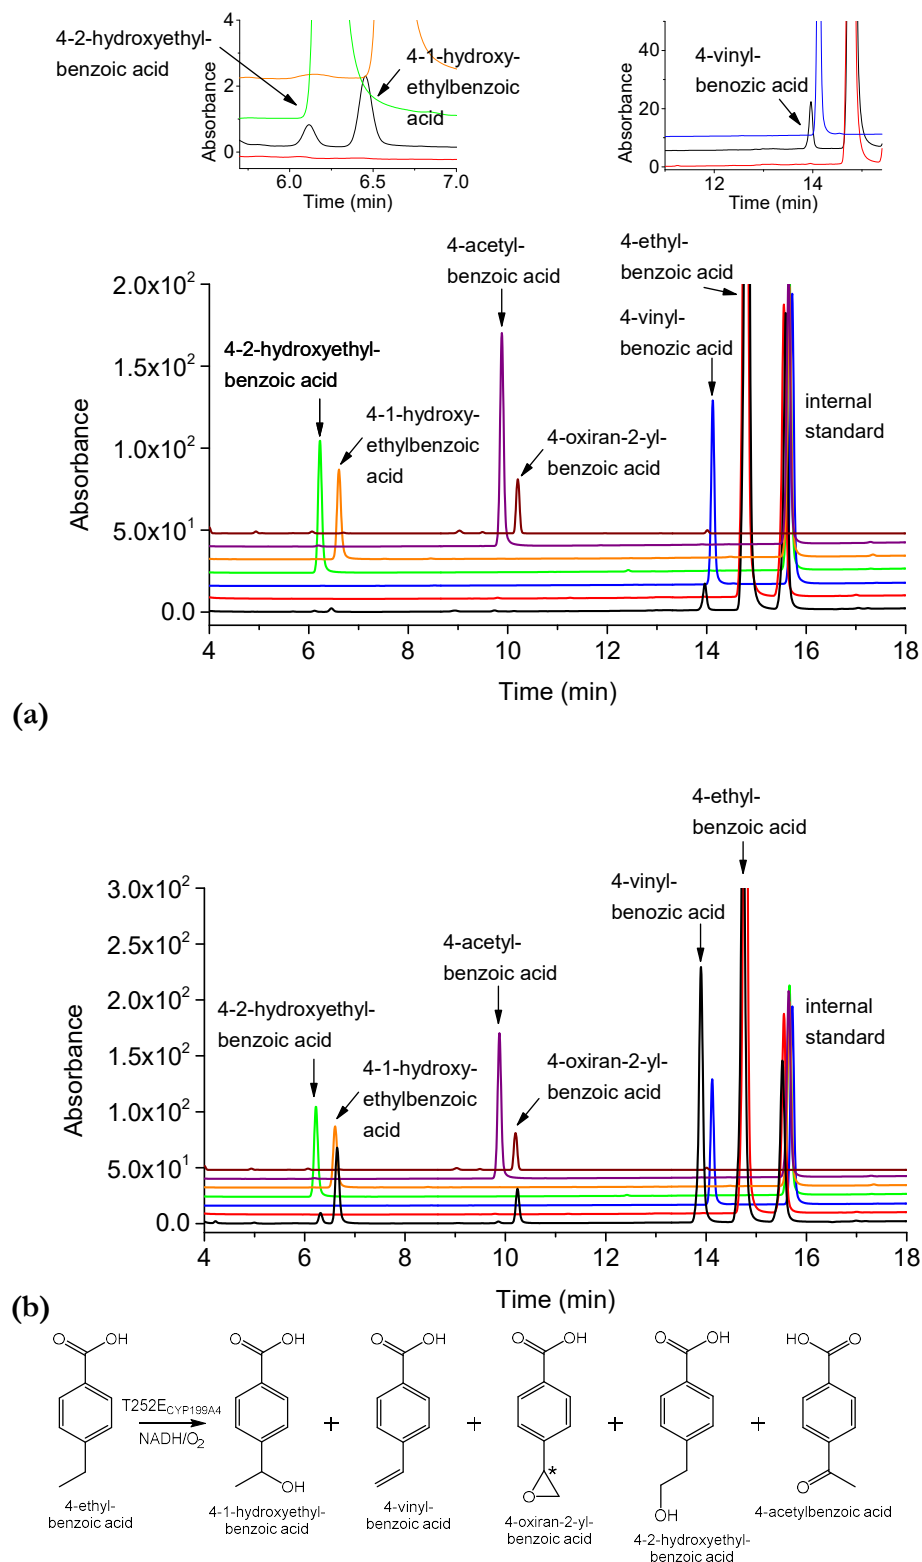 4-2-hydroxyethyl-
benzoic acid
4-1-hydroxy-
ethylbenzoic
acid
Absorbance
4
2
0
6.0 6.5 7.0
Time (min)
4-vinyl-
benozoic acid
Absorbance
40
20
0
12 14
Time (min)
4-acetyl-
benzoic acid
4-ethyl-
benzoic acid
4-vinyl-
benozic acid
4-2-hydroxyethyl-
benzoic acid
4-1-hydroxy-
ethylbenzoic
acid
4-oxiran-2-yl-
benzoic acid
internal
standard
Absorbance
2.0x10²
1.5x10²
1.0x10²
5.0x10¹
0.0
4 6 8 10 12 14 16 18
Time (min)
(a)
4-ethyl-
benzoic acid
4-vinyl-
benozic acid
4-acetyl-
benzoic acid
4-2-hydroxyethyl-
benzoic acid
4-1-hydroxy-
ethylbenzoic
acid
4-oxiran-2-yl-
benzoic acid
internal
standard
Absorbance
3.0x10²
2.5x10²
2.0x10²
1.5x10²
1.0x10²
5.0x10¹
0.0
4 6 8 10 12 14 16 18
Time (min)
(b)
O OH O OH O OH O OH O OH HO O
T252E CYP199A4
NADH/O₂
+ + + +
OH O * OH O
4-ethyl-
benzoic acid
4-1-hydroxyethyl-
benzoic acid
4-vinyl-
benzoic acid
4-oxiran-2-yl-
benzoic acid
4-2-hydroxyethyl-
benzoic acid
4-acetylbenzoic acid